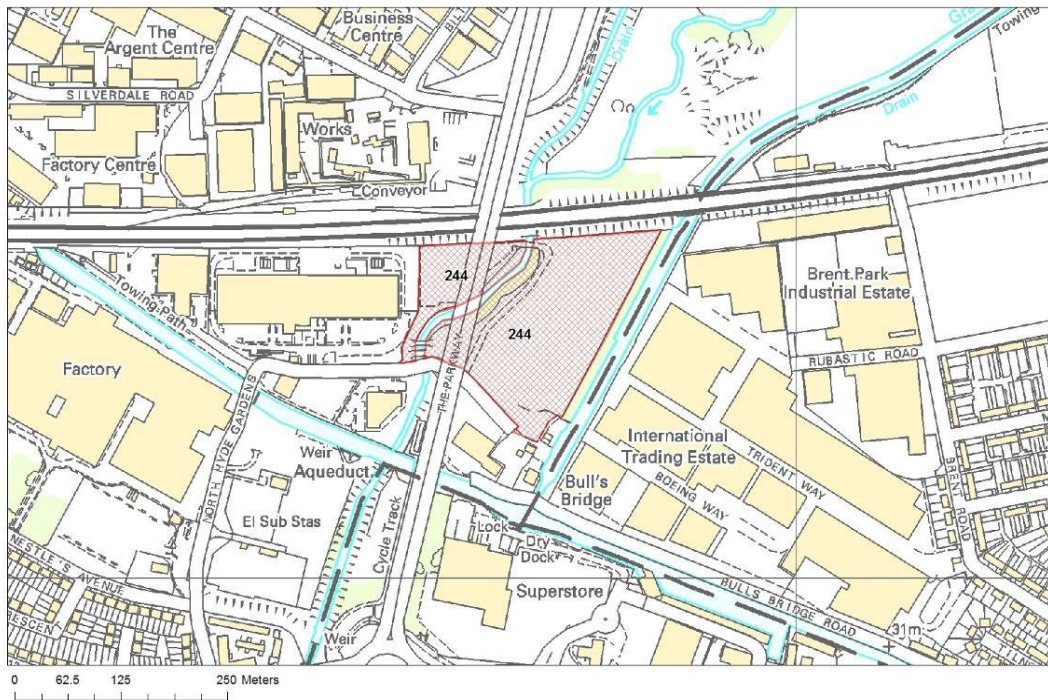 The
Argent Centre
Business
Centre
SILVERDALE ROAD
Drain
Towing
Drain
Factory Centre
Works
Conveyor
244
244
Towing Path
Brent Park
Industrial Estate
RUBASTIC ROAD
Factory
THE PARKWAY
NORTH HYDE GARDENS
Weir
Aqueduct
International
Trading Estate
TRIDENT WAY
BOEING WAY
BRENT ROAD
Bull's
Bridge
El Sub Stas
Cycle Track
Lock
Dry
Dock
NESTLE'S AVENUE
Superstore
BULLS BRIDGE ROAD
Weir
31m
0 62.5 125 250 Meters